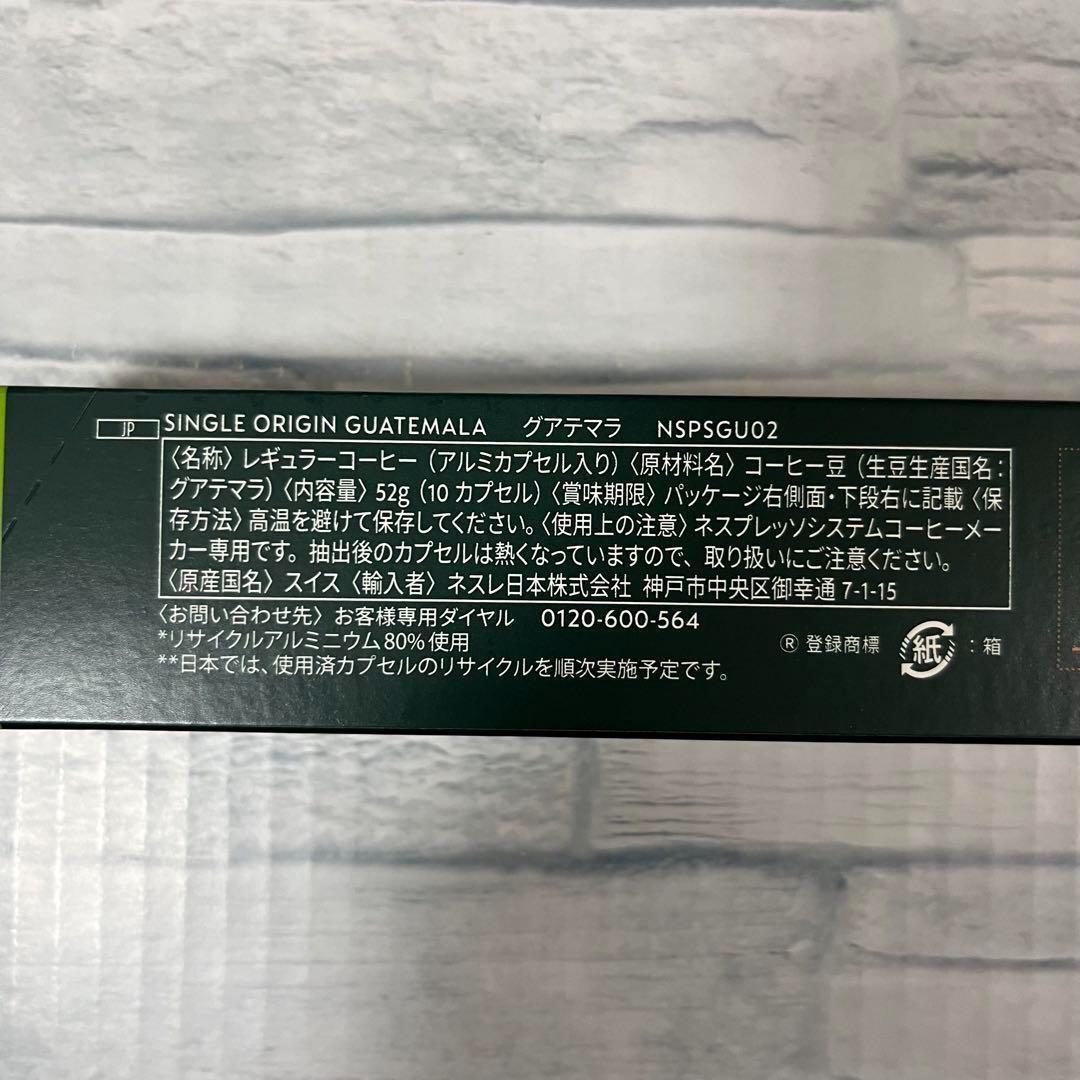 JP SINGLE ORIGIN GUATEMALA グアテマラ NSPSGU02
〈名称〉レギュラーコーヒー（アルミカプセル入り）〈原材料名〉コーヒー豆（生豆生産国名：
グアテマラ）〈内容量〉52g（10 カプセル）〈賞味期限〉パッケージ右側面・下段右に記載〈保
存方法〉高温を避けて保存してください。〈使用上の注意〉ネスプレッソシステムコーヒーメー
カー専用です。抽出後のカプセルは熱くなっていますので、取り扱いにご注意ください。
〈原産国名〉スイス〈輸入者〉ネスレ日本株式会社 神戸市中央区御幸通 7-1-15
〈お問い合わせ先〉お客様専用ダイヤル 0120-600-564
*リサイクルアルミニウム80%使用
® 登録商標 紙：箱
**日本では、使用済カプセルのリサイクルを順次実施予定です。